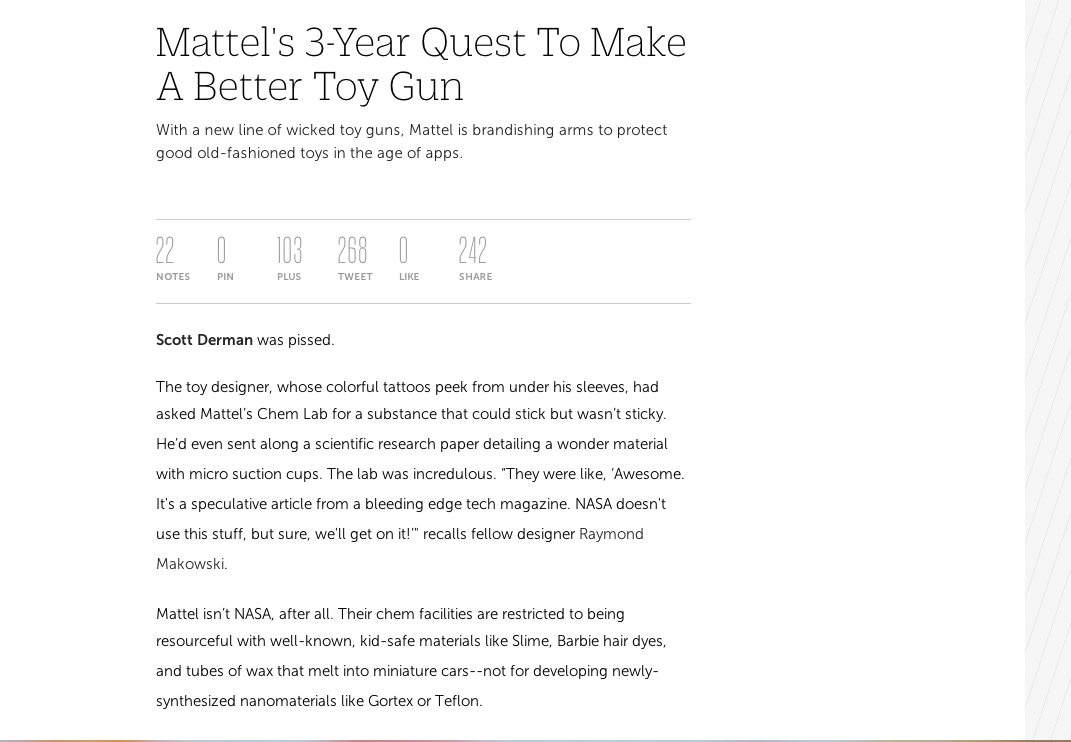 Mattel's 3-Year Quest To Make
A Better Toy Gun
With a new line of wicked toy guns, Mattel is brandishing arms to protect
good old-fashioned toys in the age of apps.
22 0 103 268 0 242
NOTES PIN PLUS TWEET LIKE SHARE
Scott Derman was pissed.
The toy designer, whose colorful tattoos peek from under his sleeves, had
asked Mattel’s Chem Lab for a substance that could stick but wasn’t sticky.
He’d even sent along a scientific research paper detailing a wonder material
with micro suction cups. The lab was incredulous. “They were like, ‘Awesome.
It's a speculative article from a bleeding edge tech magazine. NASA doesn't
use this stuff, but sure, we'll get on it!’" recalls fellow designer Raymond
Makowski.
Mattel isn’t NASA, after all. Their chem facilities are restricted to being
resourceful with well-known, kid-safe materials like Slime, Barbie hair dyes,
and tubes of wax that melt into miniature cars--not for developing newly-
synthesized nanomaterials like Gortex or Teflon.